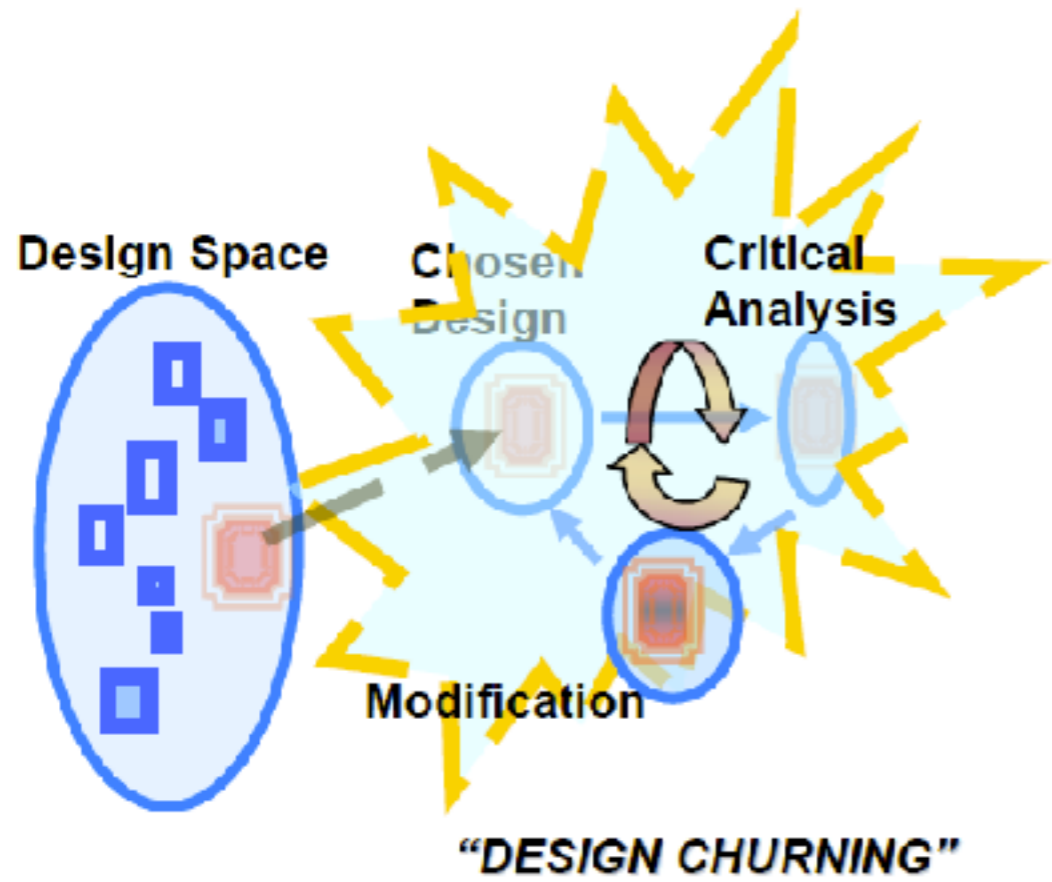 Design Space
Chosen
Design
Critical
Analysis
Modification
“DESIGN CHURNING”